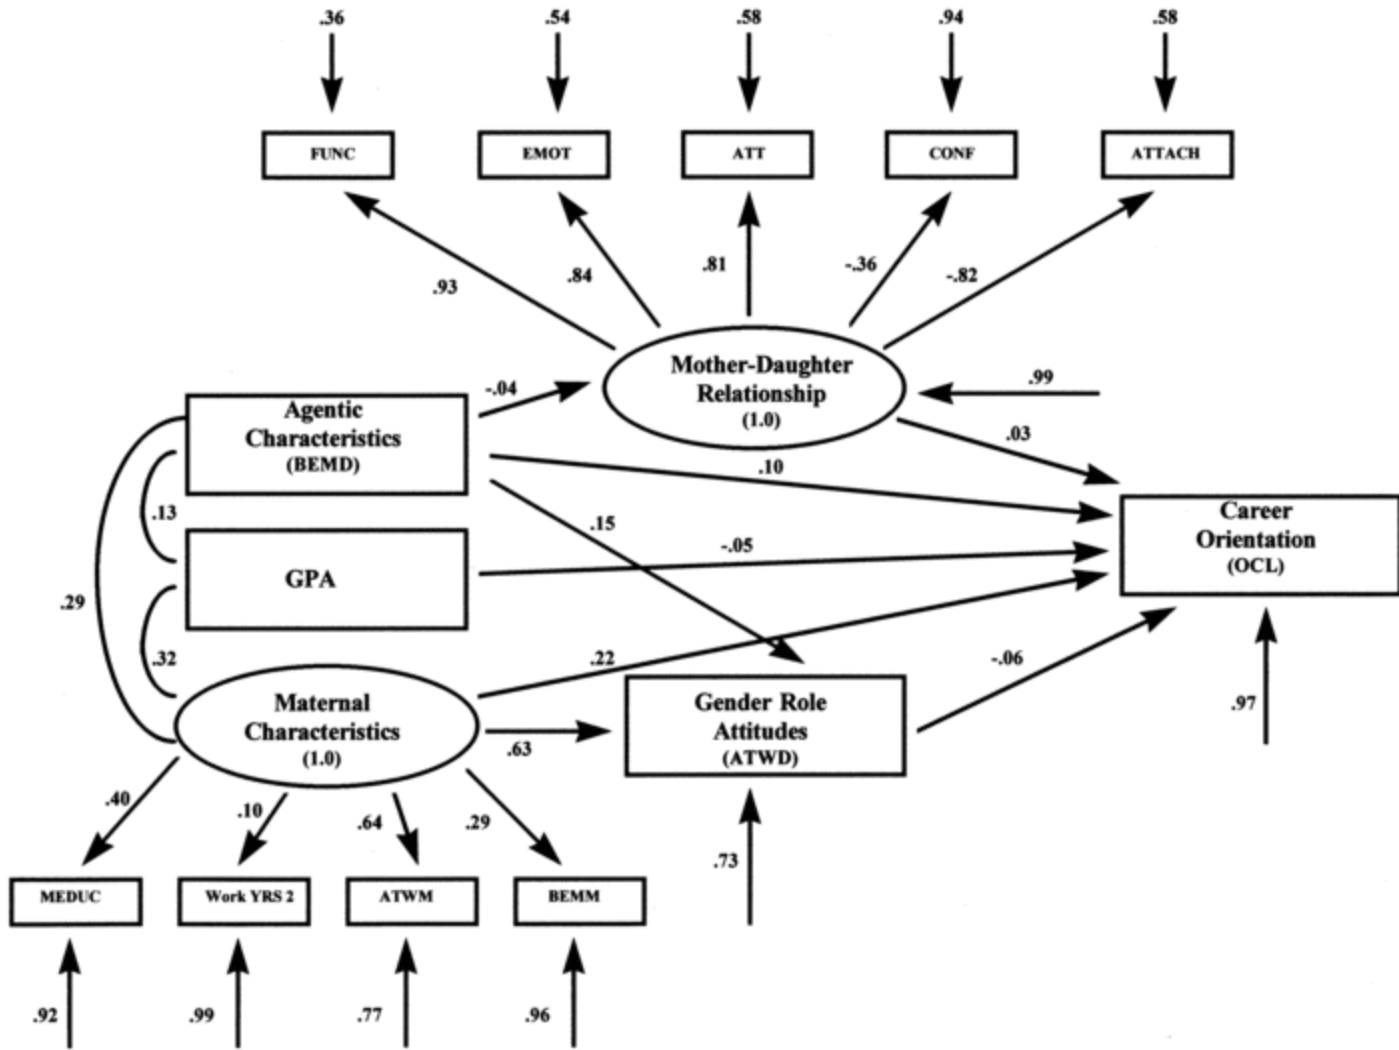 .36
.54
.58
.94
.58
FUNC
EMOT
ATT
CONF
ATTACH
.93
.84
.81
-.36
-.82
Mother-Daughter
Relationship
(1.0)
.99
-.04
.03
Agentic
Characteristics
(BEMD)
.10
.15
.13
Career
Orientation
(OCL)
-.05
GPA
.29
.32
.22
-.06
Maternal
Characteristics
(1.0)
.63
Gender Role
Attitudes
(ATWD)
.97
.40
.10
.64
.29
.73
MEDUC
Work YRS 2
ATWM
BEMM
.92
.99
.77
.96